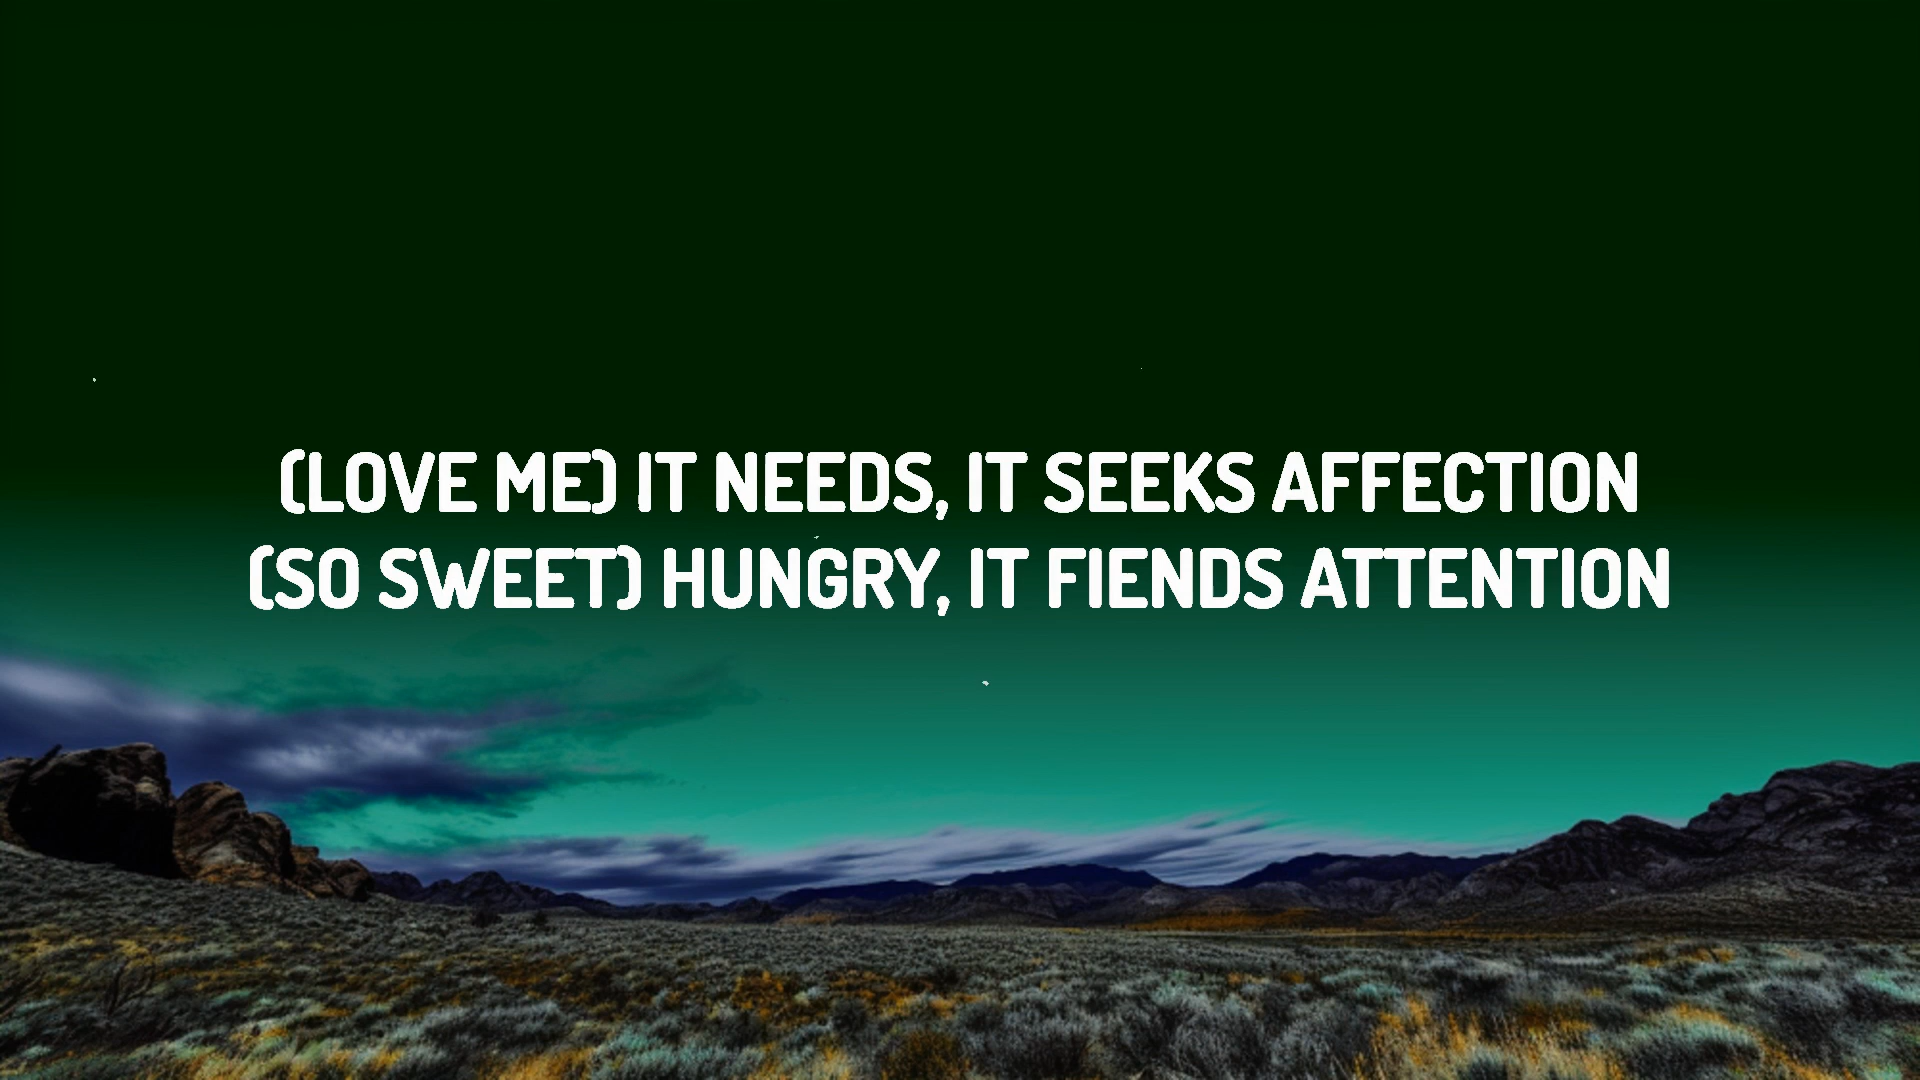 (LOVE ME) IT NEEDS, IT SEEKS AFFECTION
(SO SWEET) HUNGRY, IT FIENDS ATTENTION